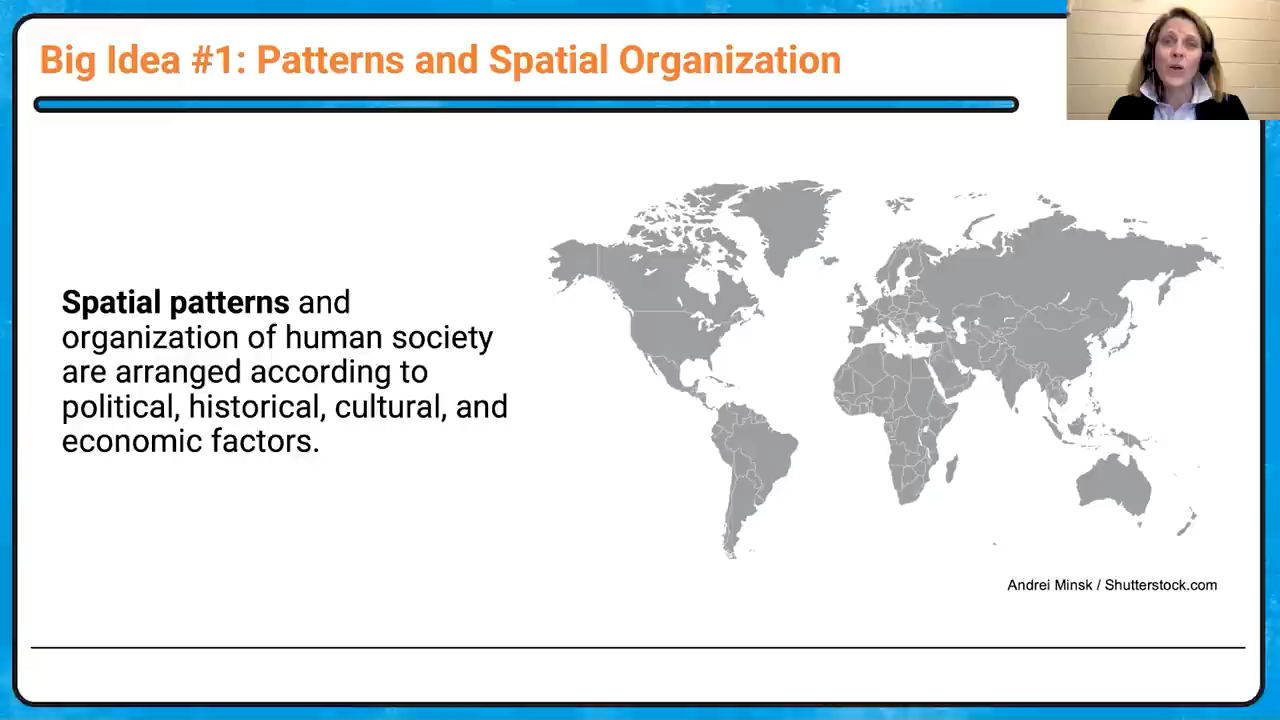 Big Idea #1: Patterns and Spatial Organization
Spatial patterns and
organization of human society
are arranged according to
political, historical, cultural, and
economic factors.
Andrei Minsk / Shutterstock.com